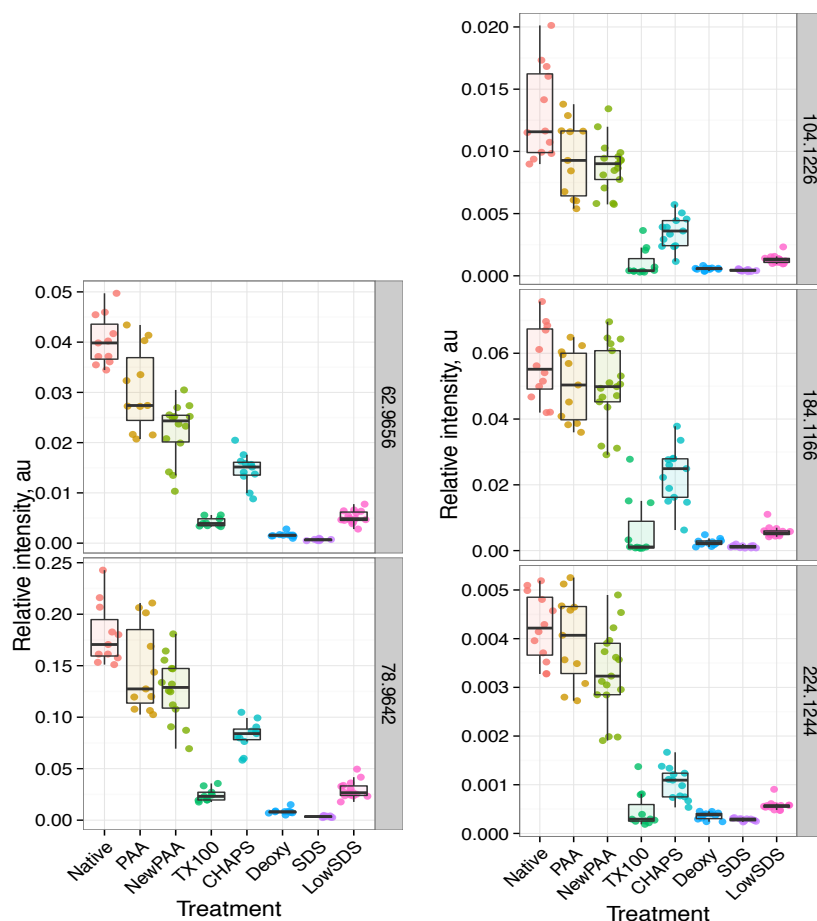 0.05
0.04
0.03
0.02
0.01
0.00
62.9656
0.25
0.20
0.15
0.10
0.05
0.00
78.9642
Relative intensity, au
Native
PAA
NewPAA
TX100
CHAPS
Deoxy
SDS
LowSDS
Treatment
0.020
0.015
0.010
0.005
0.000
104.1226
0.06
0.04
0.02
0.00
184.1166
0.005
0.004
0.003
0.002
0.001
0.000
224.1244
Relative intensity, au
Native
PAA
NewPAA
TX100
CHAPS
Deoxy
SDS
LowSDS
Treatment